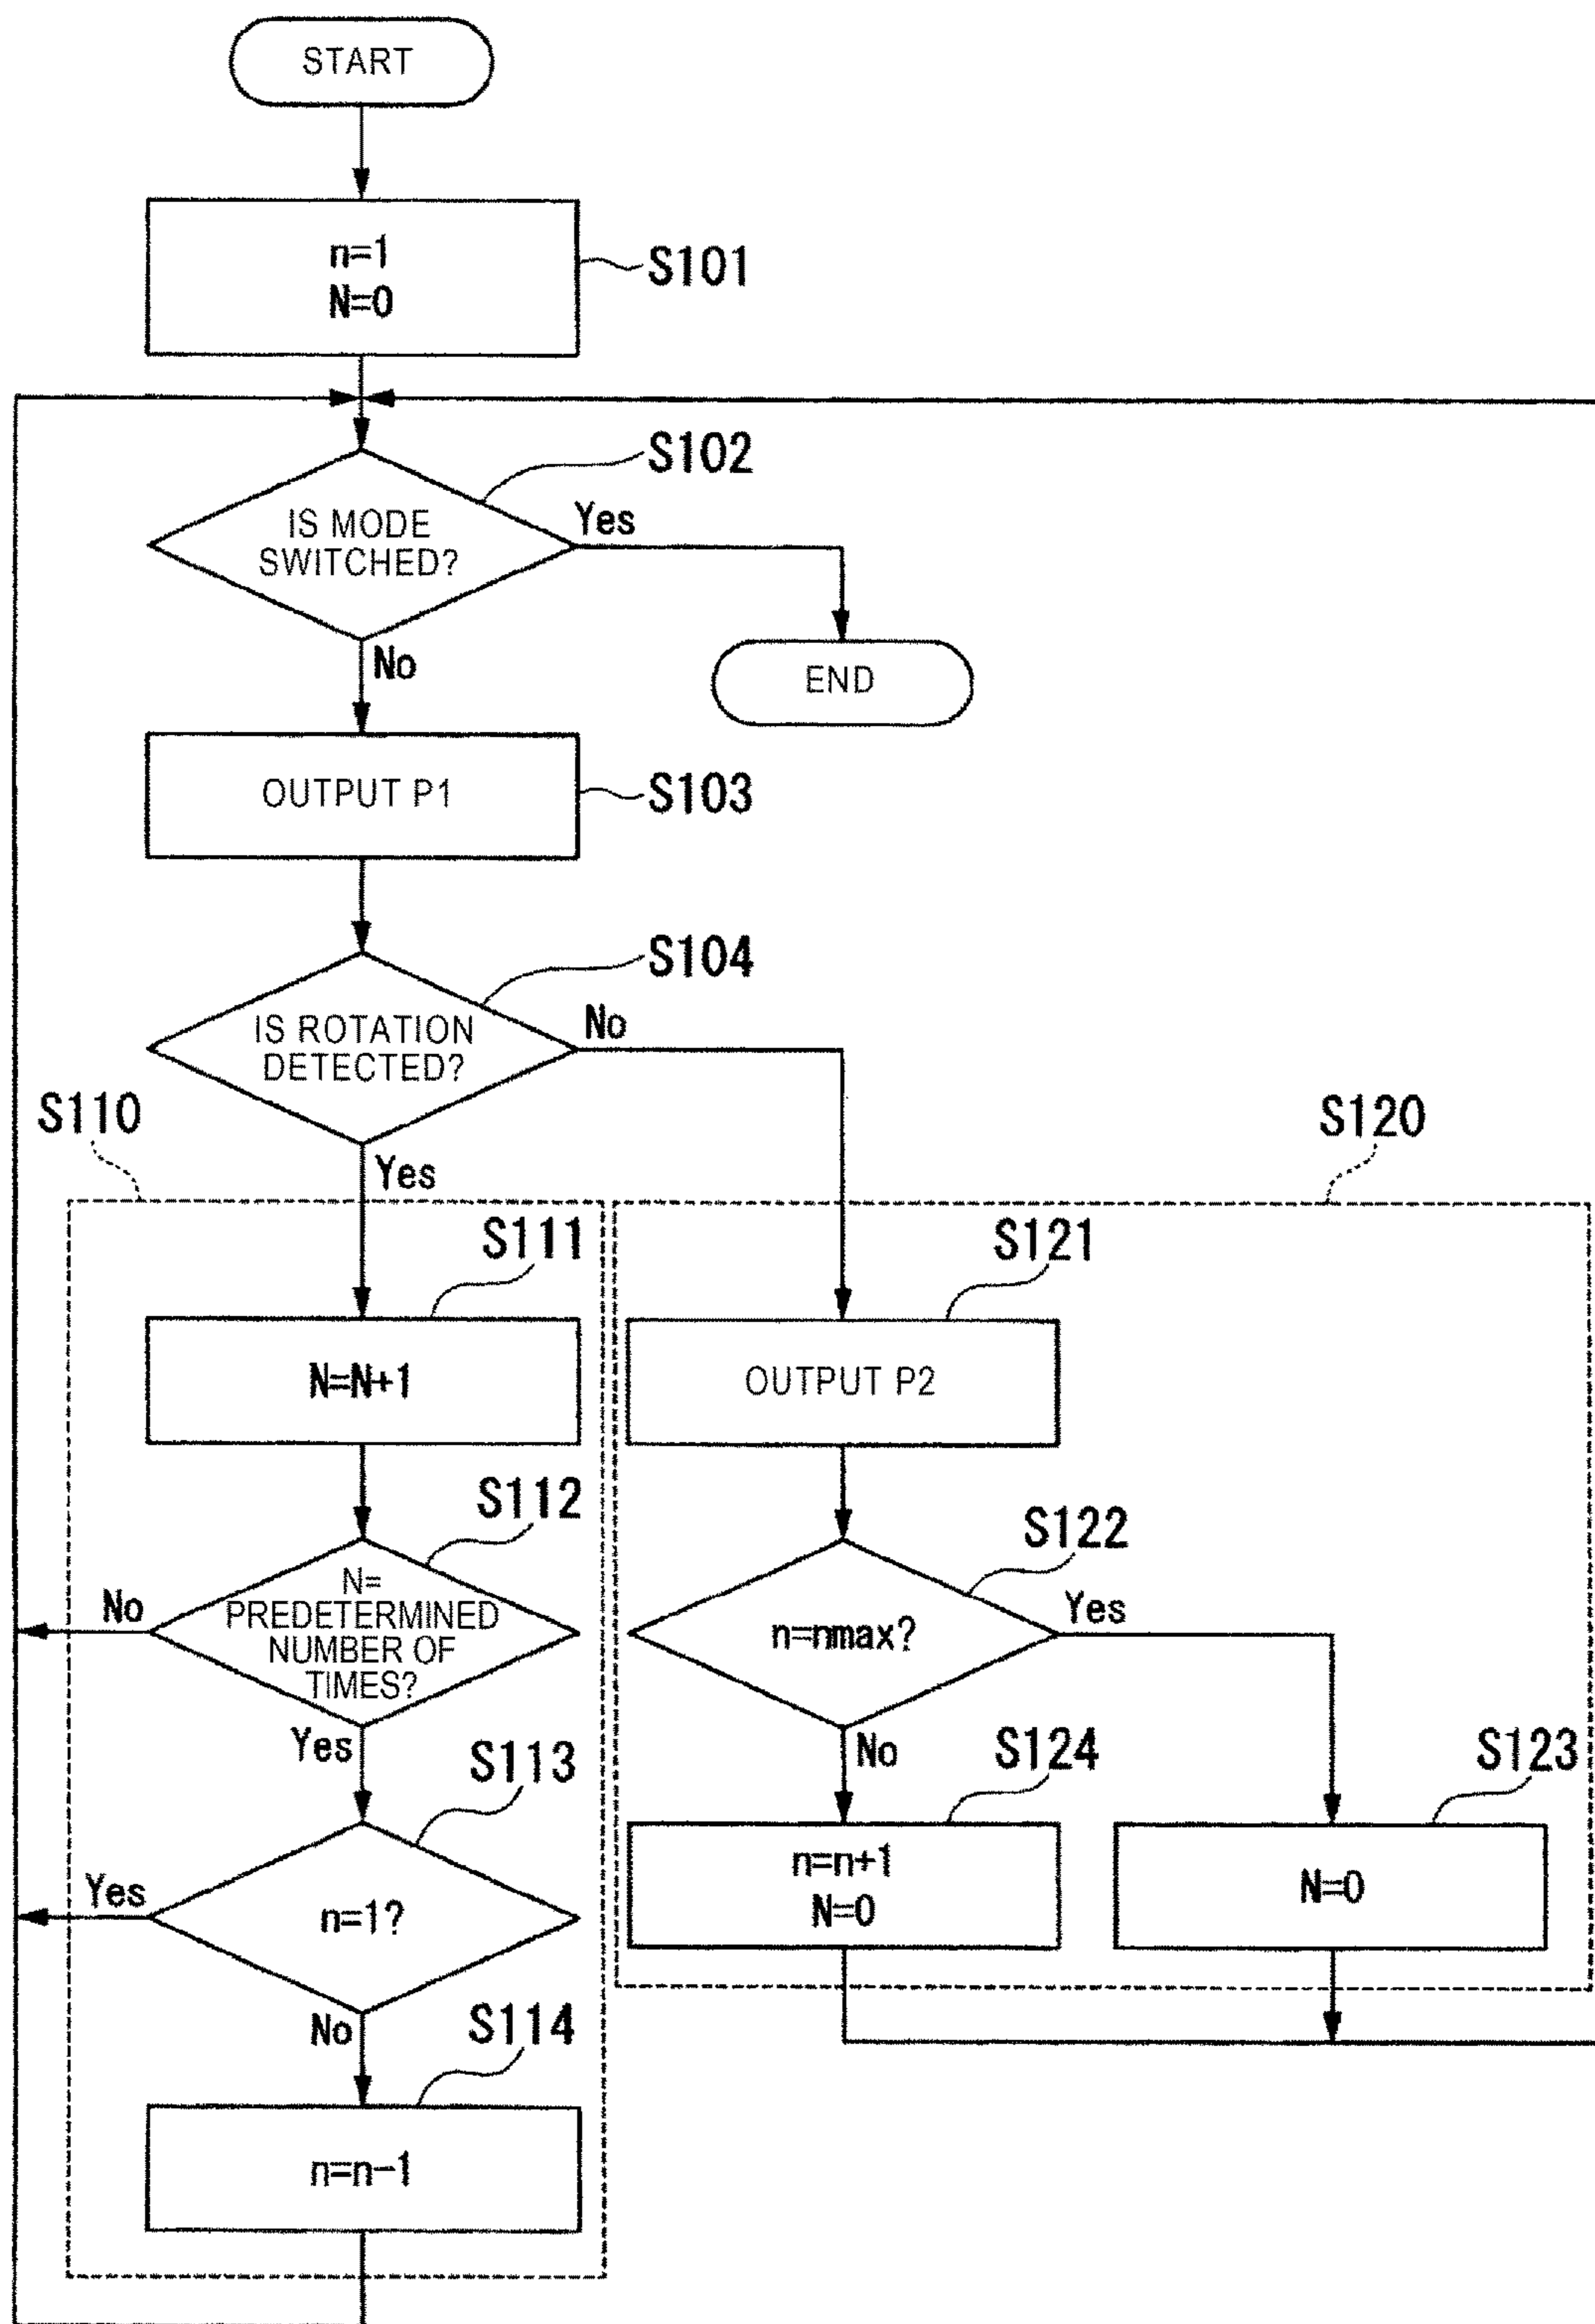 START
n=1
N=0
S101
S102
IS MODE
SWITCHED?
Yes
END
No
OUTPUT P1
S103
S104
IS ROTATION
DETECTED?
No
Yes
S110
S120
S111
N=N+1
S112
N=
PREDETERMINED
NUMBER OF
TIMES?
No
Yes
S113
n=1?
Yes
No
S114
n=n-1
S121
OUTPUT P2
S122
n=nmax?
Yes
No
S124
n=n+1
N=0
S123
N=0